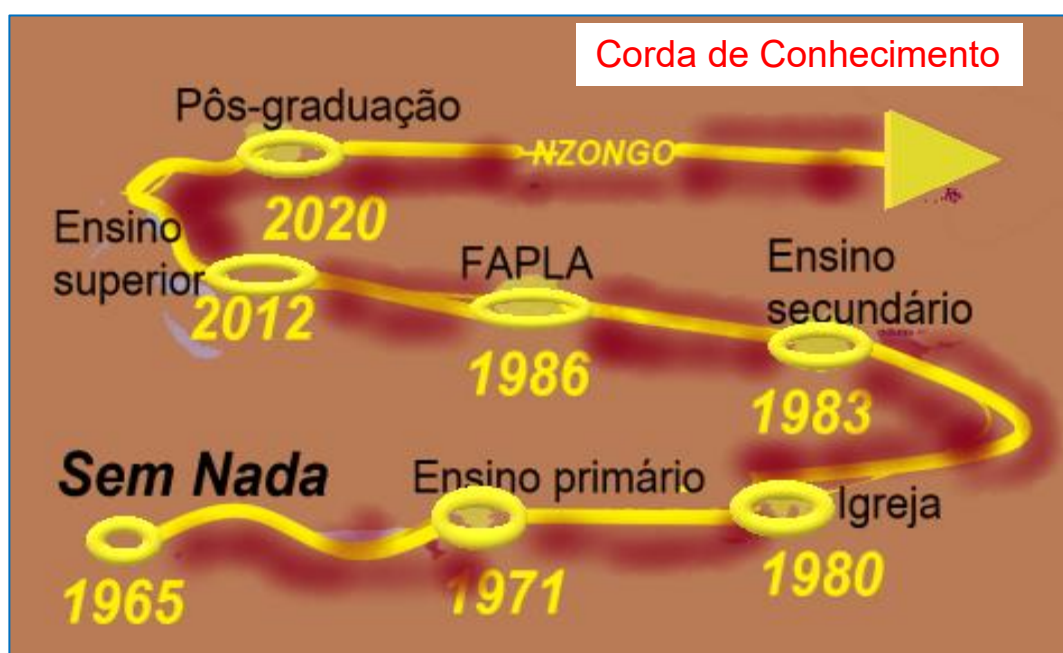 Corda de Conhecimento
Pôs-graduação
NZONGO
2020
Ensino
superior
2012
FAPLA
1986
Ensino
secundário
1983
Sem Nada
1965
Ensino primário
1971
Igreja
1980